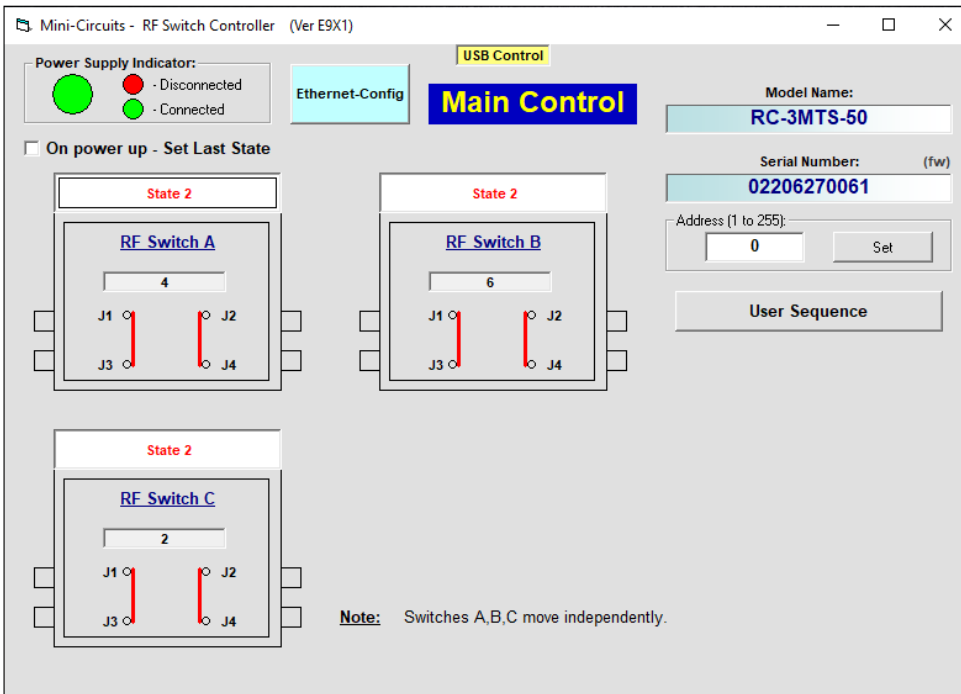 Mini-Circuits - RF Switch Controller (Ver E9X1)
USB Control
Power Supply Indicator:
- Disconnected
- Connected
Ethernet-Config
Main Control
Model Name:
RC-3MTS-50
On power up - Set Last State
Serial Number: (fw)
02206270061
State 2
State 2
Address (1 to 255):
0
Set
RF Switch A
4
J1 J2
J3 J4
RF Switch B
6
J1 J2
J3 J4
User Sequence
State 2
RF Switch C
2
J1 J2
J3 J4
Note: Switches A,B,C move independently.